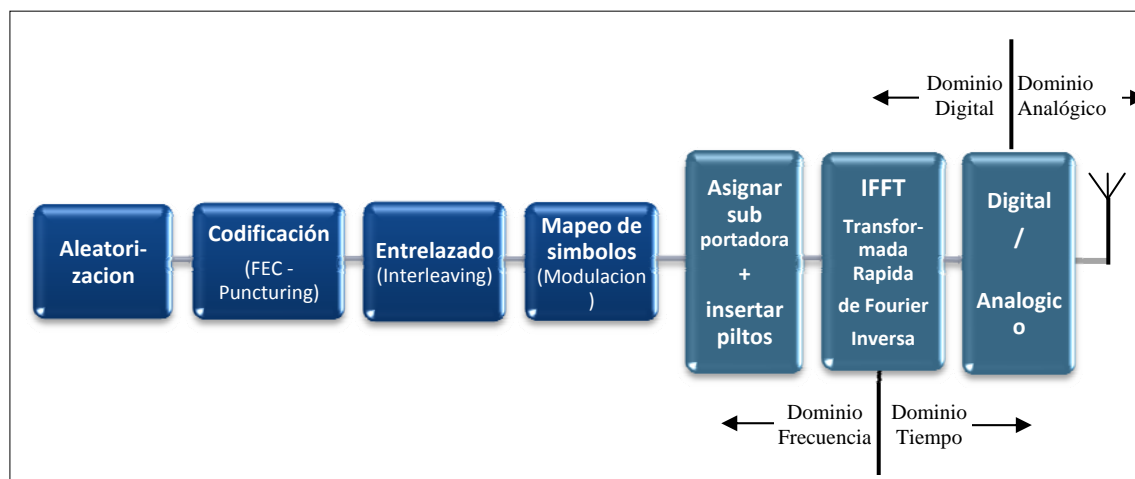 Dominio
Digital
Dominio
Analógico
Aleatori-
zacion
Codificación
(FEC -
Puncturing)
Entrelazado
(Interleaving)
Mapeo de
simbolos
(Modulacion
)
Asignar
sub
portadora
+
insertar
piltos
IFFT
Transfor-
mada
Rapida
de Fourier
Inversa
Digital
/
Analogic
o
Dominio
Frecuencia
Dominio
Tiempo